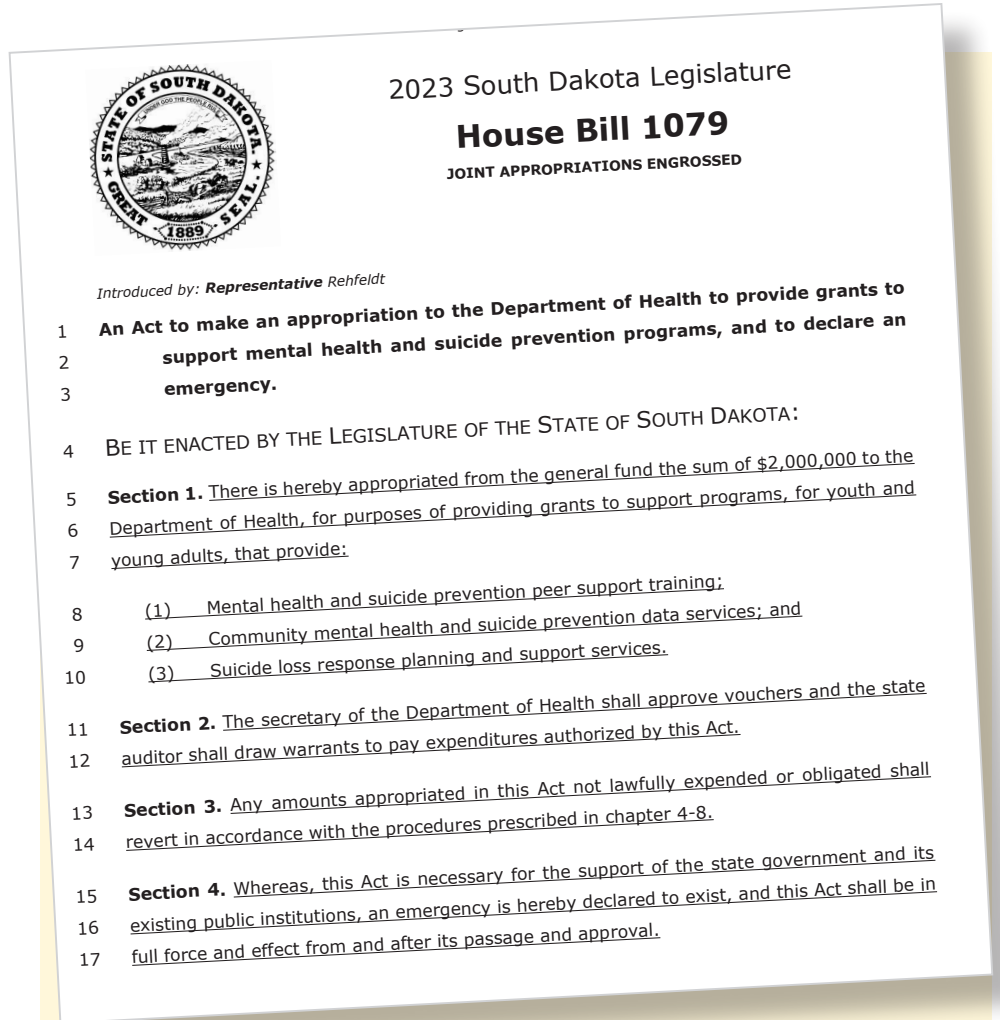 STATE OF SOUTH DAKOTA.
UNDER GOD THE PEOPLE RULE
GREAT SEAL.
1889
2023 South Dakota Legislature
House Bill 1079
JOINT APPROPRIATIONS ENGROSSED
Introduced by: Representative Rehfeldt
1 An Act to make an appropriation to the Department of Health to provide grants to
2 support mental health and suicide prevention programs, and to declare an
3 emergency.
4 BE IT ENACTED BY THE LEGISLATURE OF THE STATE OF SOUTH DAKOTA:
5 Section 1. There is hereby appropriated from the general fund the sum of $2,000,000 to the
6 Department of Health, for purposes of providing grants to support programs, for youth and
7 young adults, that provide:
8 (1) Mental health and suicide prevention peer support training;
9 (2) Community mental health and suicide prevention data services; and
10 (3) Suicide loss response planning and support services.
11 Section 2. The secretary of the Department of Health shall approve vouchers and the state
12 auditor shall draw warrants to pay expenditures authorized by this Act.
13 Section 3. Any amounts appropriated in this Act not lawfully expended or obligated shall
14 revert in accordance with the procedures prescribed in chapter 4-8.
15 Section 4. Whereas, this Act is necessary for the support of the state government and its
16 existing public institutions, an emergency is hereby declared to exist, and this Act shall be in
17 full force and effect from and after its passage and approval.